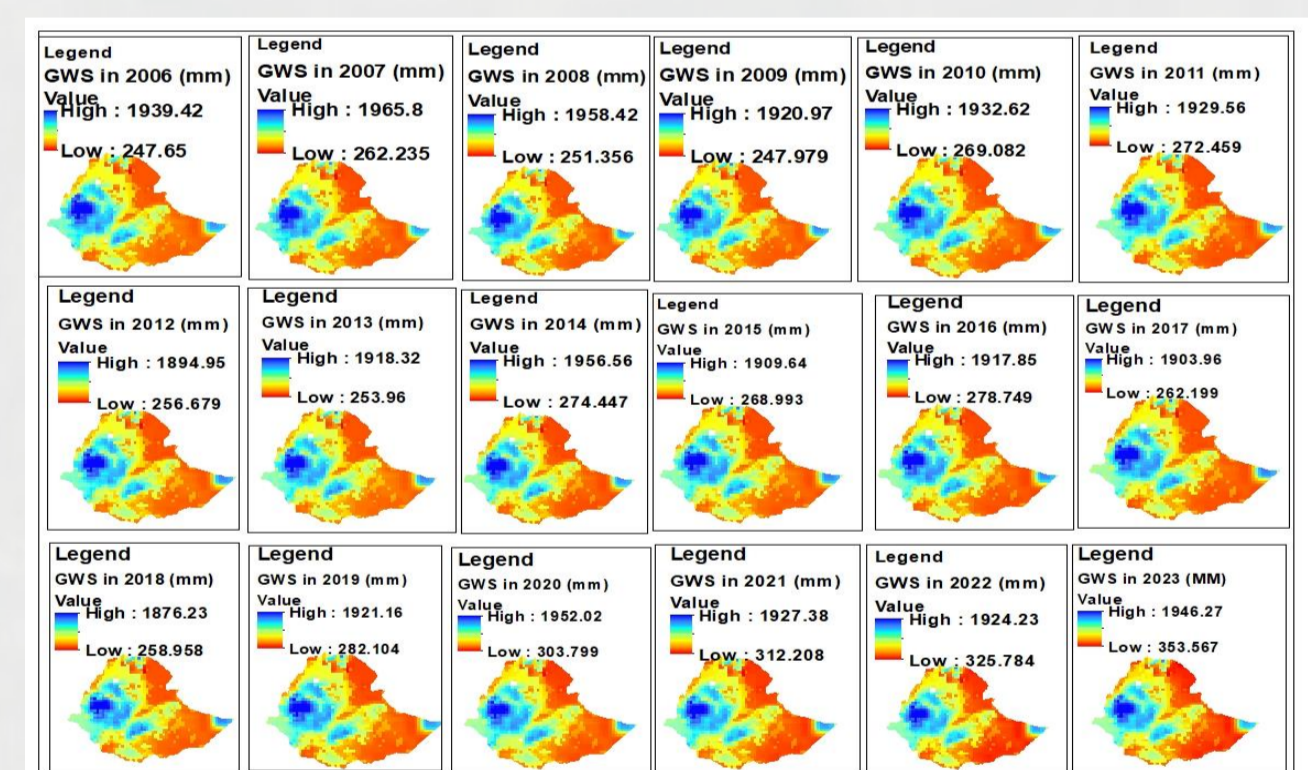 Legend
GWS in 2006 (mm)
Value
High : 1939.42
Low : 247.65
Legend
GWS in 2007 (mm)
Value
High : 1965.8
Low : 262.235
Legend
GWS in 2008 (mm)
Value
High : 1958.42
Low : 251.356
Legend
GWS in 2009 (mm)
Value
High : 1920.97
Low : 247.979
Legend
GWS in 2010 (mm)
Value
High : 1932.62
Low : 269.082
Legend
GWS in 2011 (mm)
Value
High : 1929.56
Low : 272.459
Legend
GWS in 2012 (mm)
Value
High : 1894.95
Low : 256.679
Legend
GWS in 2013 (mm)
Value
High : 1918.32
Low : 253.96
Legend
GWS in 2014 (mm)
Value
High : 1956.56
Low : 274.447
Legend
GWS in 2015 (mm)
Value
High : 1909.64
Low : 268.993
Legend
GWS in 2016 (mm)
Value
High : 1917.85
Low : 278.749
Legend
GWS in 2017 (mm)
Value
High : 1903.96
Low : 262.199
Legend
GWS in 2018 (mm)
Value
High : 1876.23
Low : 258.958
Legend
GWS in 2019 (mm)
Value
High : 1921.16
Low : 282.104
Legend
GWS in 2020 (mm)
Value
High : 1952.02
Low : 303.799
Legend
GWS in 2021 (mm)
Value
High : 1927.38
Low : 312.208
Legend
GWS in 2022 (mm)
Value
High : 1924.23
Low : 325.784
Legend
GWS in 2023 (MM)
Value
High : 1946.27
Low : 353.567